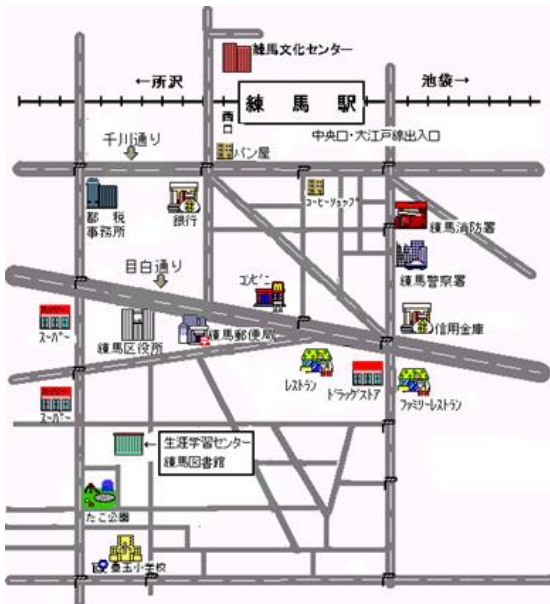 練馬文化センター
←所沢
池袋→
練馬駅
西口
中央口・大江戸線出入口
千川通り
パン屋
都税
事務所
銀行
コーヒーショップ
練馬消防署
目白通り
練馬警察署
コンビニ
スーパー
練馬区役所
練馬郵便局
信用金庫
レストラン
ドラッグストア
ファミリーレストラン
スーパー
←
生涯学習センター
練馬図書館
たこ公園
豊玉小学校